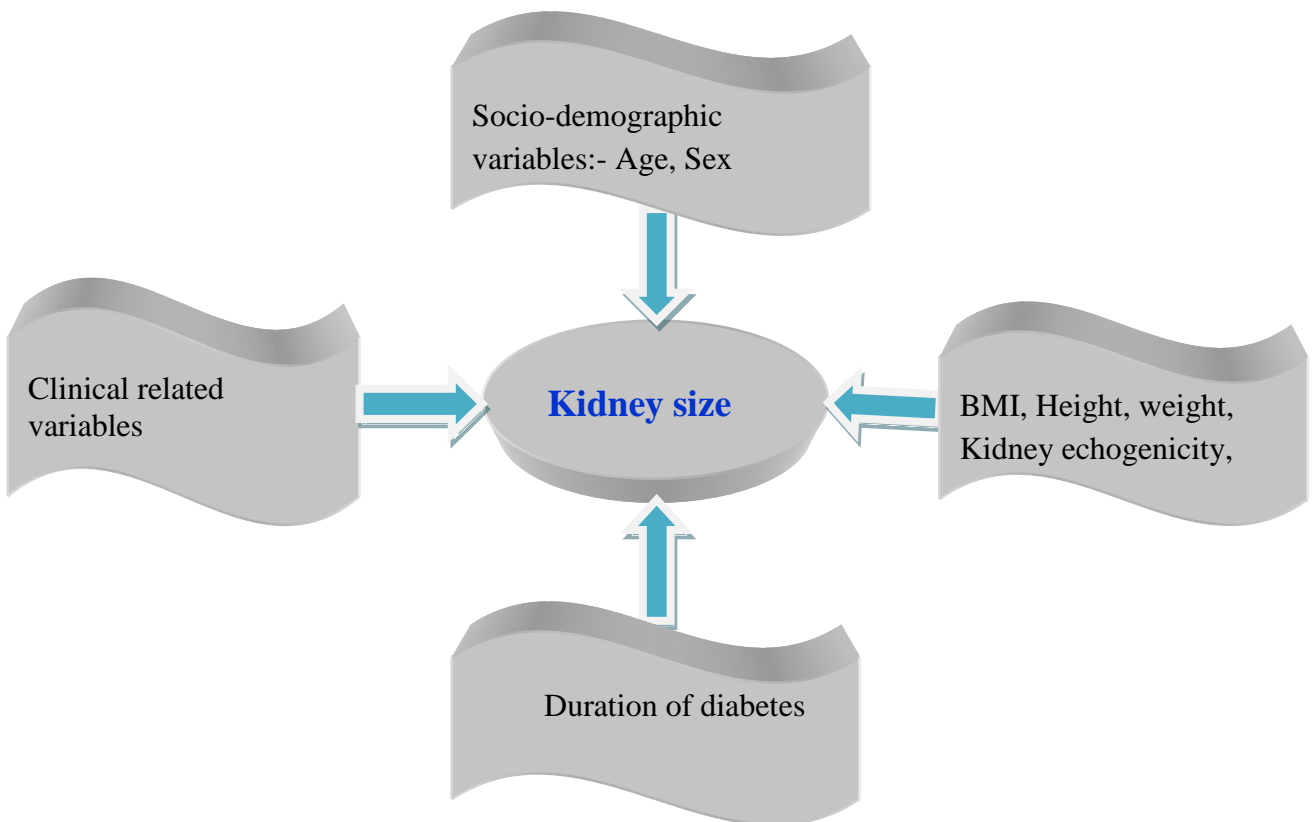 Socio-demographic
variables:- Age, Sex
Clinical related
variables
Kidney size
BMI, Height, weight,
Kidney echogenicity,
Duration of diabetes